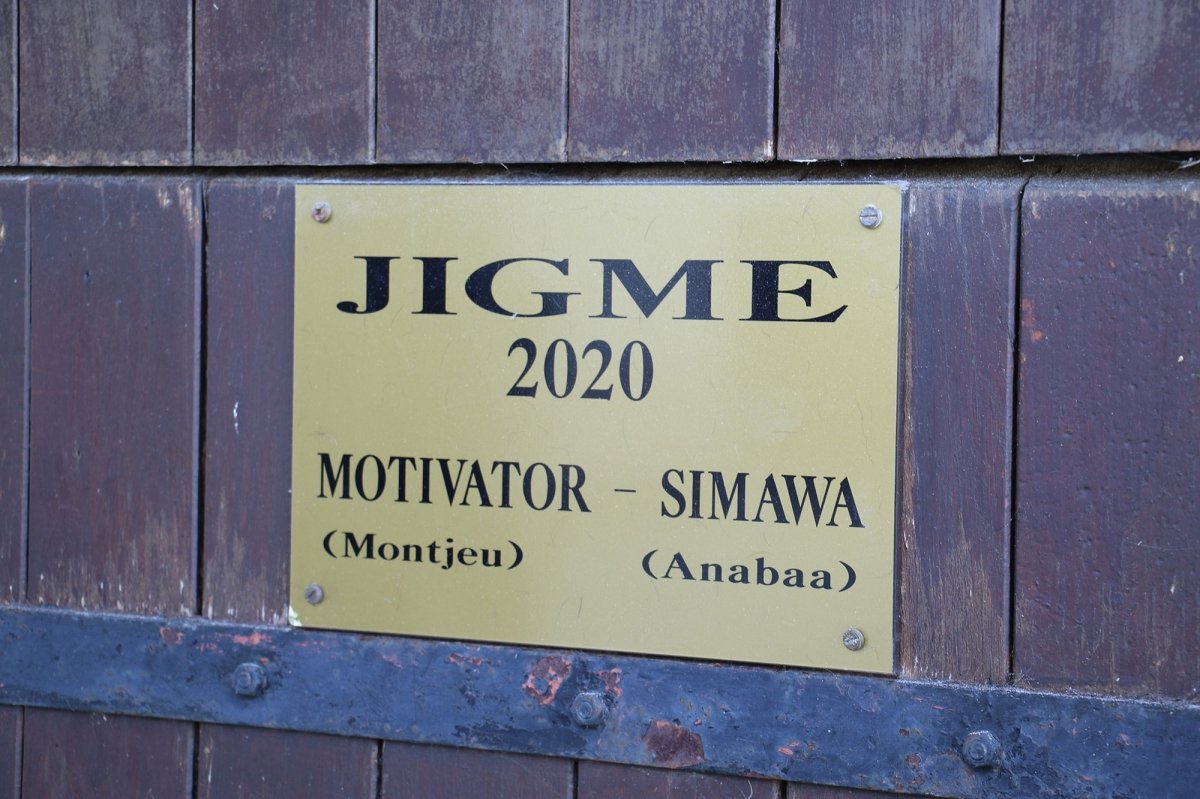 JIGME
2020
MOTIVATOR – SIMAWA
(Montjeu) (Anabaa)